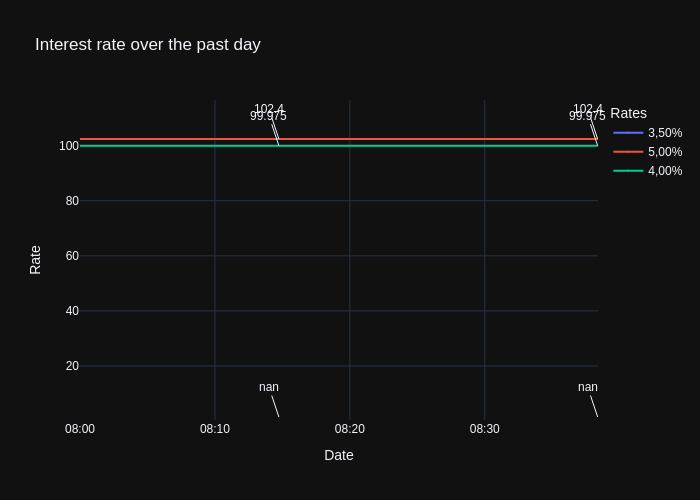 Interest rate over the past day
102.4
99.975
102.4
99.975
Rates
3,50%
5,00%
4,00%
100
80
60
40
20
Rate
nan
nan
08:00
08:10
08:20
08:30
Date